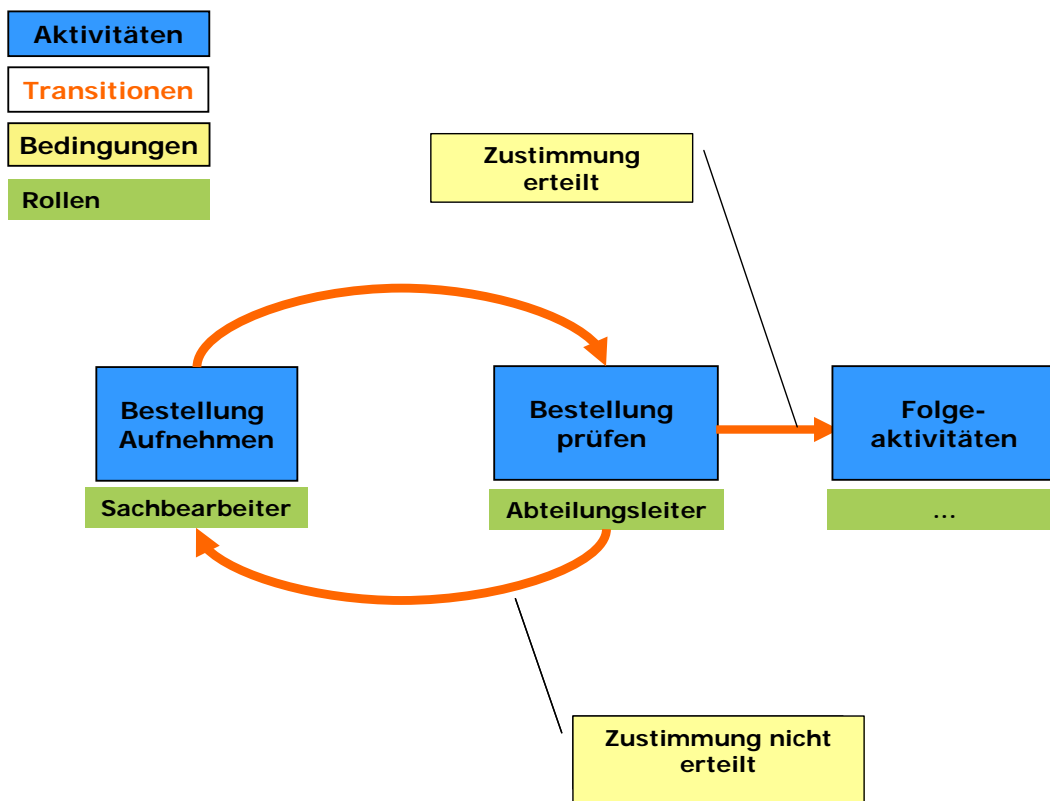 Aktivitäten
Transitionen
Bedingungen
Rollen
Zustimmung
erteilt
Bestellung
Aufnehmen
Bestellung
prüfen
Folge-
aktivitäten
Sachbearbeiter
Abteilungsleiter
...
Zustimmung nicht
erteilt